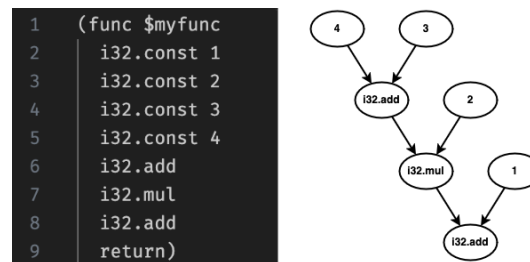 1 (func $myfunc
2 i32.const 1
3 i32.const 2
4 i32.const 3
5 i32.const 4
6 i32.add
7 i32.mul
8 i32.add
9 return)
4 3
i32.add 2
i32.mul 1
i32.add